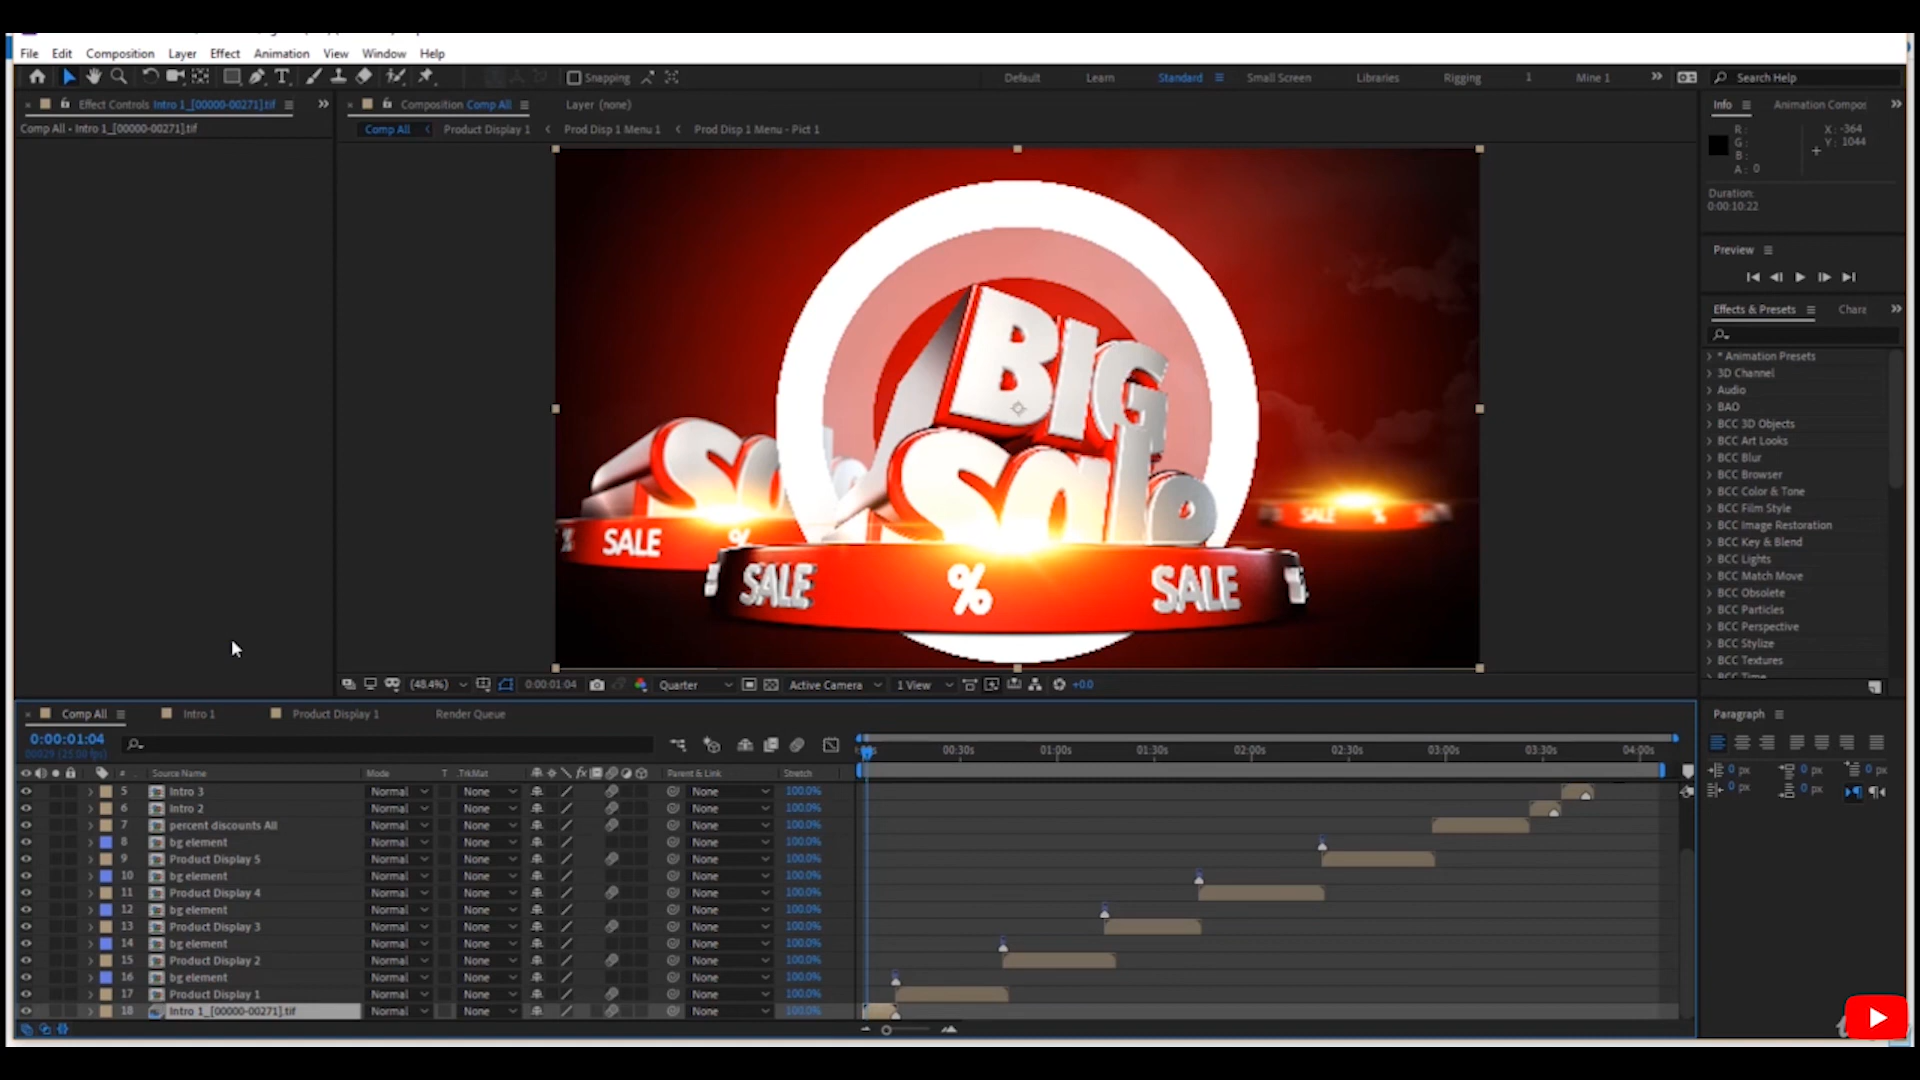 File Edit Composition Layer Effect Animation View Window Help
Snapping Default Learn Standard Small Screen Libraries Rigging 1 Mine 1 Search Help
Effect Controls Intro 1_[00000-00271].tif
Composition Comp All Layer (none)
Info Animation Compos
Comp All • Intro 1_[00000-00271].tif
Comp All Product Display 1 Prod Disp 1 Menu 1 Prod Disp 1 Menu - Pict 1
R : X : -364
G : Y : 1044
B :
A : 0
Duration:
0:00:10:22
Preview
Effects & Presets Chara
* Animation Presets
3D Channel
Audio
BAO
BCC 3D Objects
BCC Art Looks
BCC Blur
BCC Browser
BCC Color & Tone
BCC Film Style
BCC Image Restoration
BCC Key & Blend
BCC Lights
BCC Match Move
BCC Obsolete
BCC Particles
BCC Perspective
BCC Stylize
BCC Textures
BCC Time
BIG
Sale
SALE % SALE
SALE %
SALE %
(48.4%) 0:00:01:04 Quarter Active Camera 1 View +0.0
Comp All Intro 1 Product Display 1 Render Queue
Paragraph
0:00:01:04
00029 (25.00 fps)
00:30s 01:00s 01:30s 02:00s 02:30s 03:00s 03:30s 04:00s
# Source Name Mode T .TrkMat fx Parent & Link Stretch
0 px 0 px 0 px
0 px 0 px
5 Intro 3 Normal None None 100.0%
6 Intro 2 Normal None None 100.0%
7 percent discounts All Normal None None 100.0%
8 bg element Normal None None 100.0%
9 Product Display 5 Normal None None 100.0%
10 bg element Normal None None 100.0%
11 Product Display 4 Normal None None 100.0%
12 bg element Normal None None 100.0%
13 Product Display 3 Normal None None 100.0%
14 bg element Normal None None 100.0%
15 Product Display 2 Normal None None 100.0%
16 bg element Normal None None 100.0%
17 Product Display 1 Normal None None 100.0%
18 Intro 1_[00000-00271].tif Normal None None 100.0%